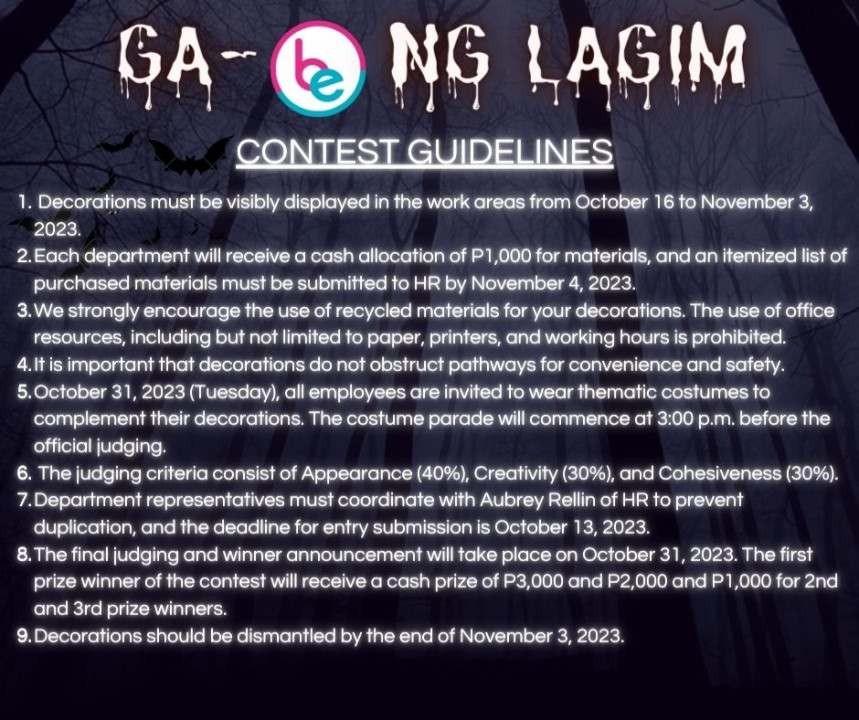 GA- be NG LAGIM
CONTEST GUIDELINES
1. Decorations must be visibly displayed in the work areas from October 16 to November 3,
2023.
2. Each department will receive a cash allocation of P1,000 for materials, and an itemized list of
purchased materials must be submitted to HR by November 4, 2023.
3. We strongly encourage the use of recycled materials for your decorations. The use of office
resources, including but not limited to paper, printers, and working hours is prohibited.
4. It is important that decorations do not obstruct pathways for convenience and safety.
5. October 31, 2023 (Tuesday), all employees are invited to wear thematic costumes to
complement their decorations. The costume parade will commence at 3:00 p.m. before the
official judging.
6. The judging criteria consist of Appearance (40%), Creativity (30%), and Cohesiveness (30%).
7. Department representatives must coordinate with Aubrey Rellin of HR to prevent
duplication, and the deadline for entry submission is October 13, 2023.
8. The final judging and winner announcement will take place on October 31, 2023. The first
prize winner of the contest will receive a cash prize of P3,000 and P2,000 and P1,000 for 2nd
and 3rd prize winners.
9. Decorations should be dismantled by the end of November 3, 2023.